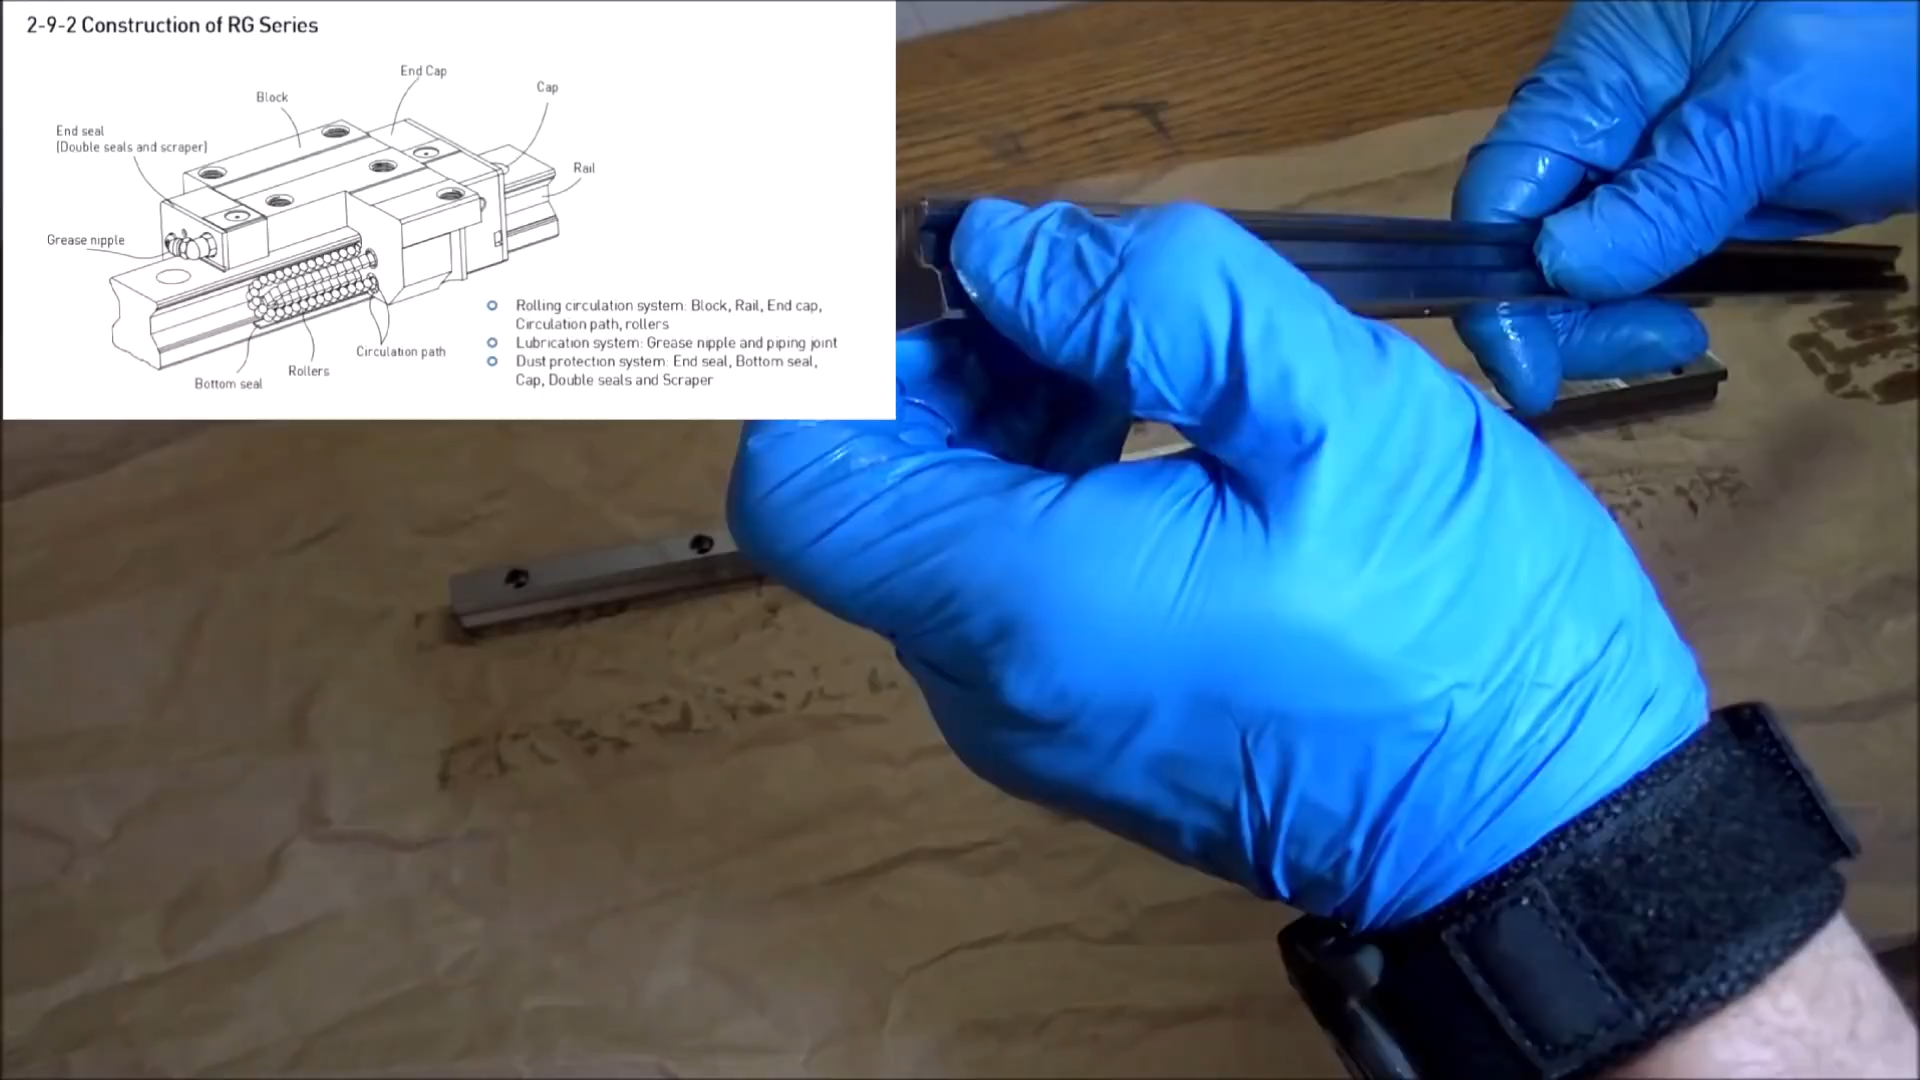 2-9-2 Construction of RG Series
End Cap
Cap
Block
End seal
(Double seals and scraper)
Rail
Grease nipple
Rolling circulation system: Block, Rail, End cap,
Circulation path, rollers
Lubrication system: Grease nipple and piping joint
Dust protection system: End seal, Bottom seal,
Cap, Double seals and Scraper
Circulation path
Rollers
Bottom seal